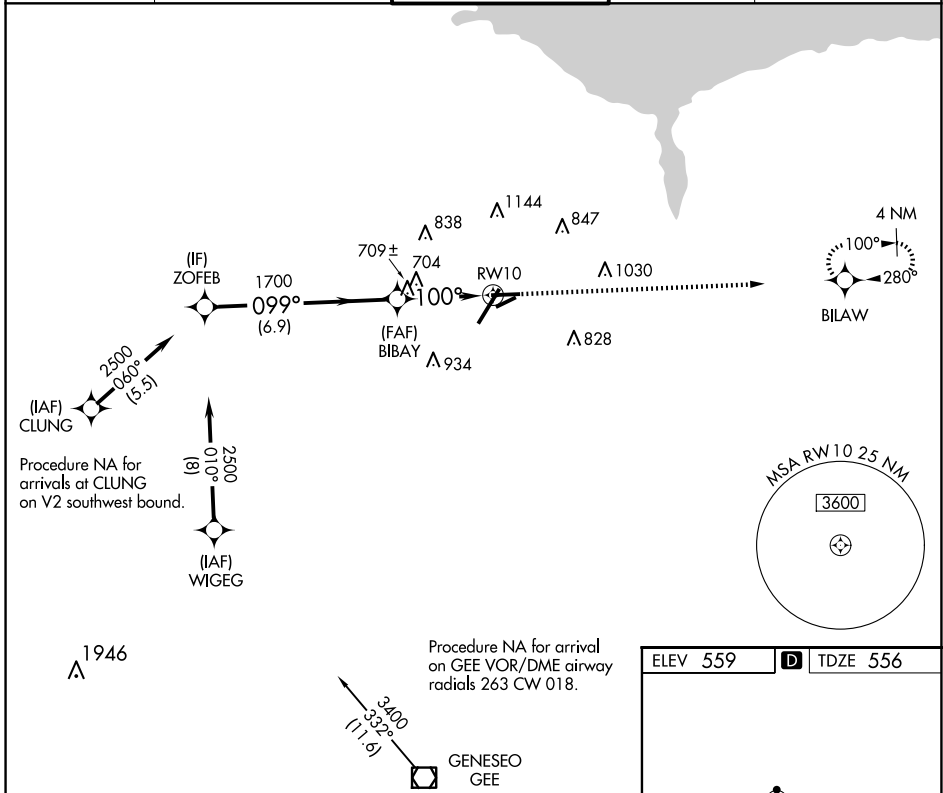 1144
838
847
4 NM
100°
709±
704
(IF)
ZOFEB
1700
099°
(6.9)
100°
RW10
1030
280°
BILAW
(FAF)
BIBAY
828
934
2500
060°
(5.5)
(IAF)
CLUNG
Procedure NA for
arrivals at CLUNG
on V2 southwest bound.
2500
010°
(8)
(IAF)
WIGEG
MSA RW10 25 NM
3600
1946
Procedure NA for arrival
on GEE VOR/DME airway
radials 263 CW 018.
3400
332°
(11.6)
GENESEO
GEE
ELEV 559 D TDZE 556